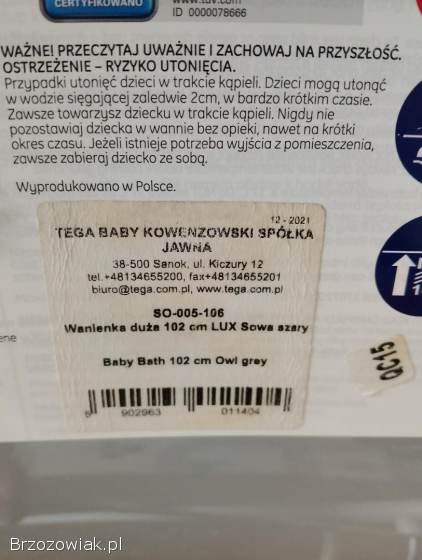 CERTYFIKOWANO
www.tuv.com
ID 0000078666
WAŻNE! PRZECZYTAJ UWAŻNIE I ZACHOWAJ NA PRZYSZŁOŚĆ.
OSTRZEŻENIE – RYZYKO UTONIĘCIA.
Przypadki utonięć dzieci w trakcie kąpieli. Dzieci mogą utonąć
w wodzie sięgającej zaledwie 2cm, w bardzo krótkim czasie.
Zawsze towarzysz dziecku w trakcie kąpieli. Nigdy nie
pozostawiaj dziecka w wannie bez opieki, nawet na krótki
okres czasu. Jeżeli istnieje potrzeba wyjścia z pomieszczenia,
zawsze zabieraj dziecko ze sobą.
Wyprodukowano w Polsce.
12 - 2021
TEGA BABY KOWENZOWSKI SPÓŁKA
JAWNA
38-500 Sanok, ul. Kiczury 12
tel.+48134655200, fax+48134655201
biuro@tega.com.pl, www.tega.com.pl
SO-005-106
Wanienka duża 102 cm LUX Sowa szary
Baby Bath 102 cm Owl grey
5 902963 011404
QC15
Brzozowiak.pl